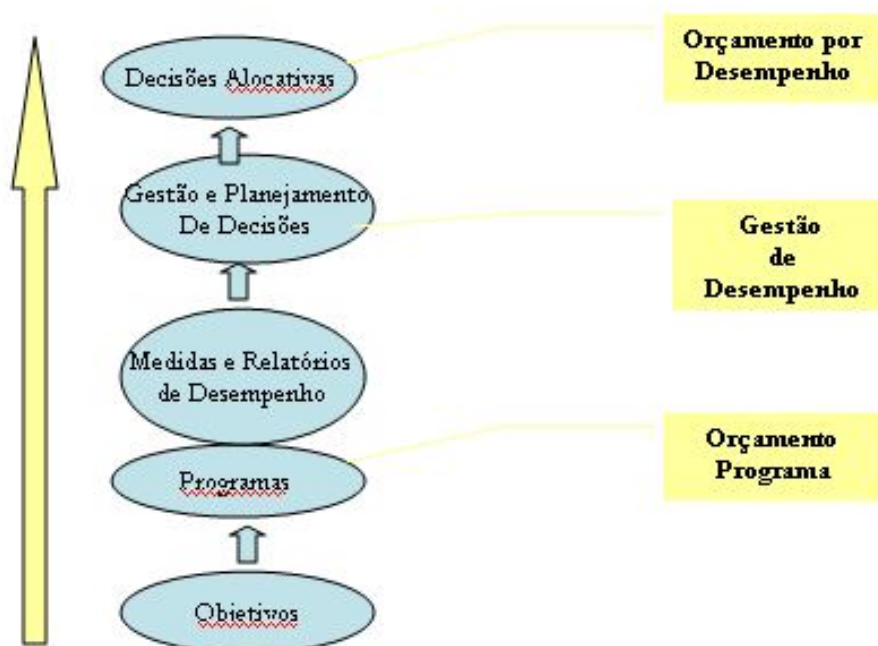 Decisões Alocativas
Orçamento por
Desempenho
Gestão e Planejamento
De Decisões
Gestão
de
Desempenho
Medidas e Relatórios
de Desempenho
Orçamento
Programa
Programas
Objetivos